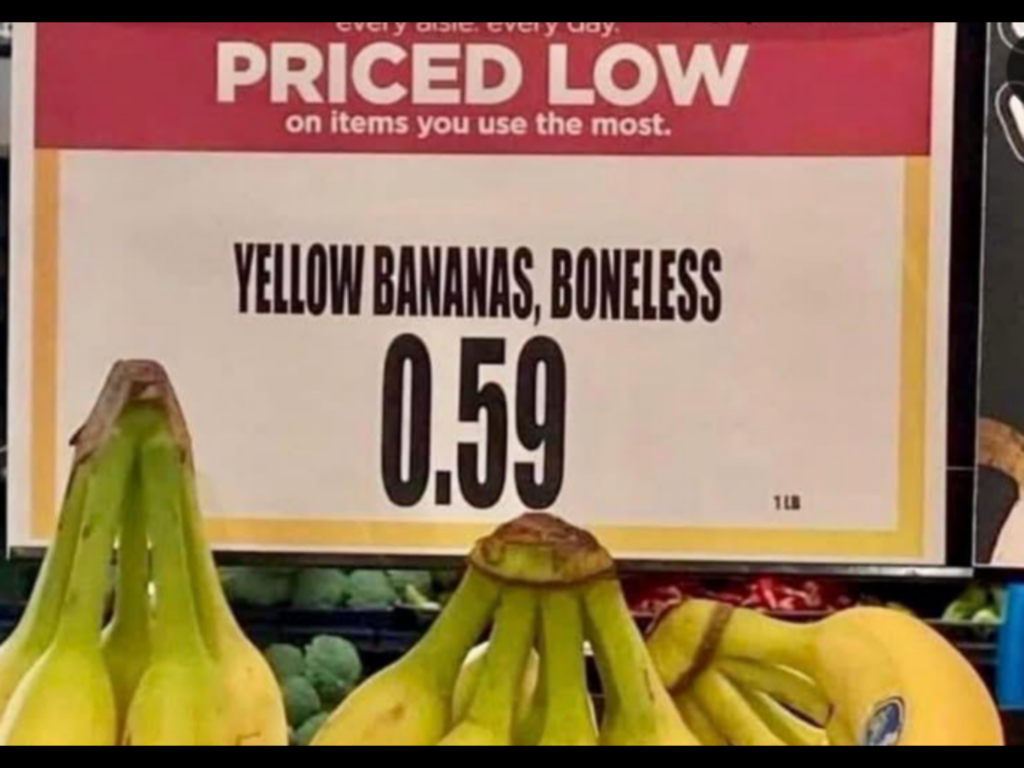 every aisle. every day.
PRICED LOW
on items you use the most.
YELLOW BANANAS, BONELESS
0.59
1 LB